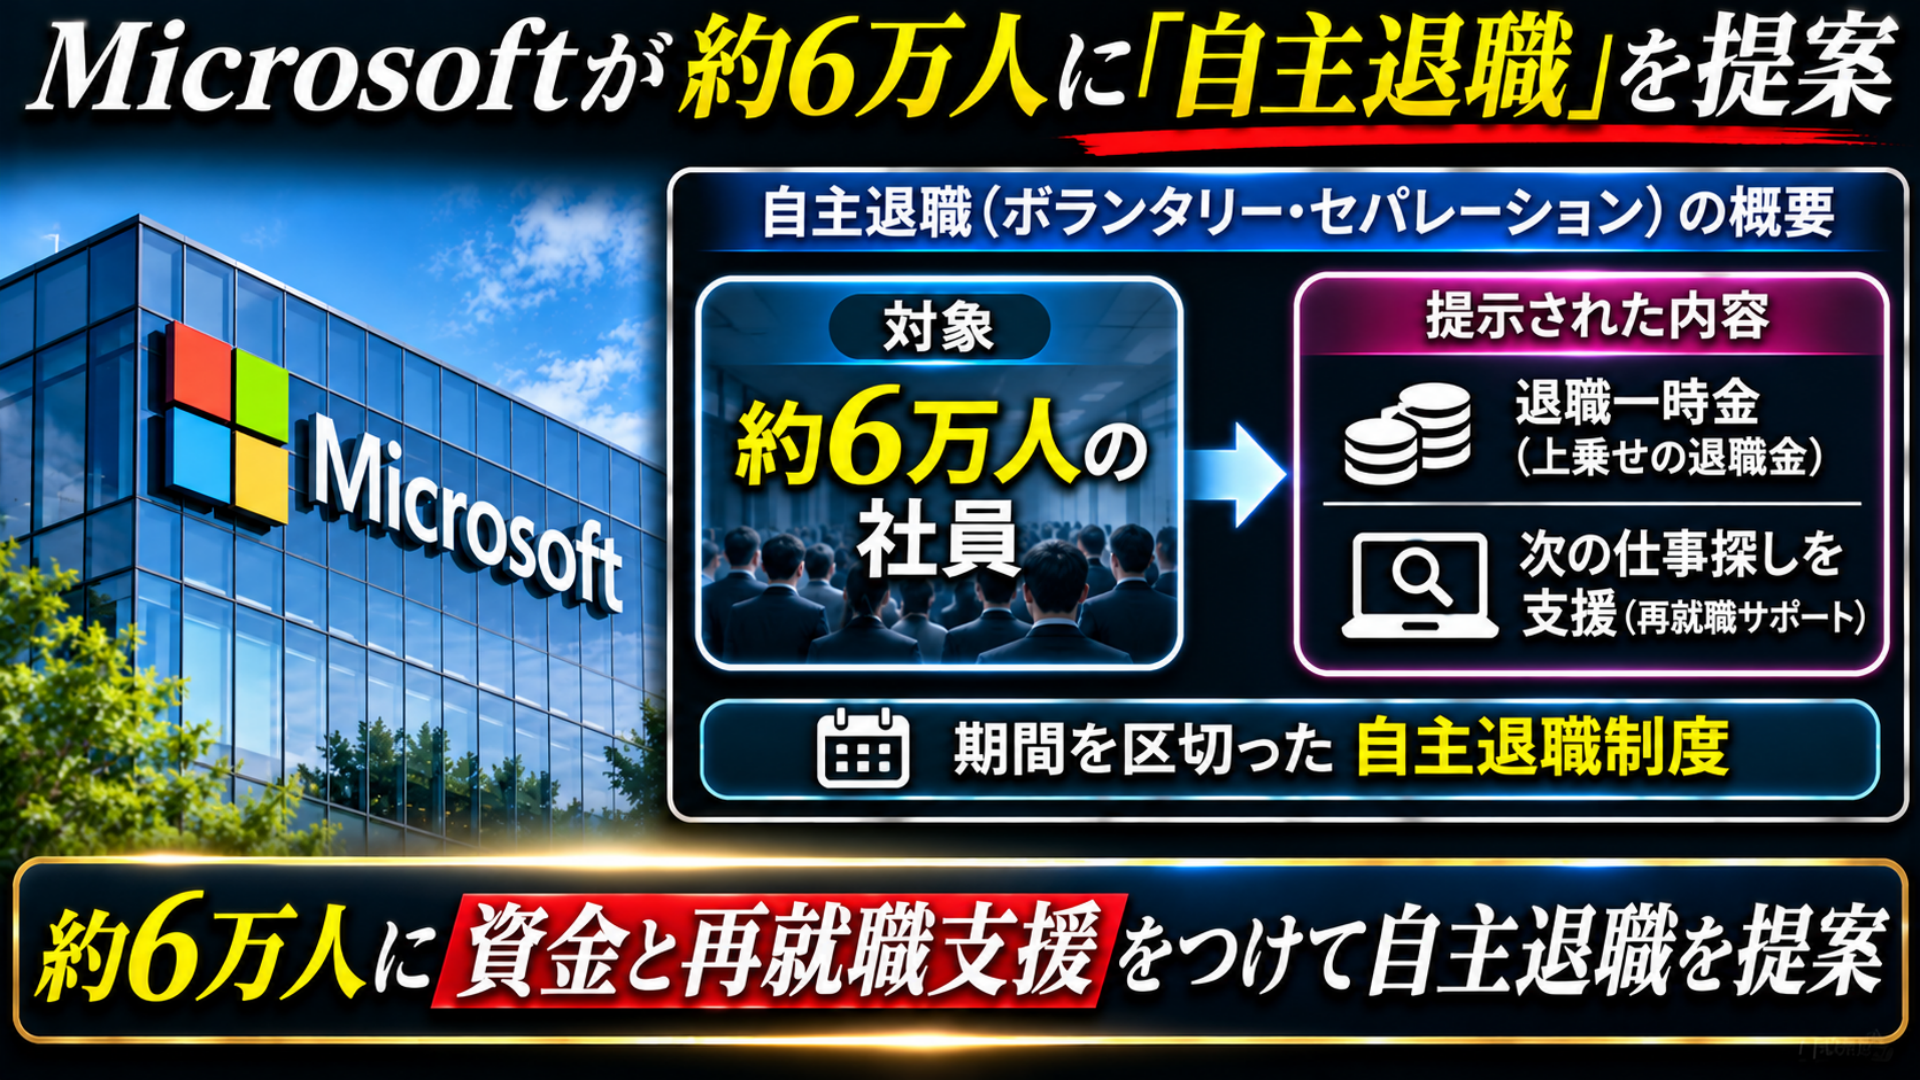 Microsoftが約6万人に「自主退職」を提案
Microsoft
自主退職（ボランタリー・セパレーション）の概要
対象
約6万人の
社員
提示された内容
退職一時金
（上乗せの退職金）
次の仕事探しを
支援（再就職サポート）
期間を区切った 自主退職制度
約6万人に 資金と再就職支援 をつけて自主退職を提案